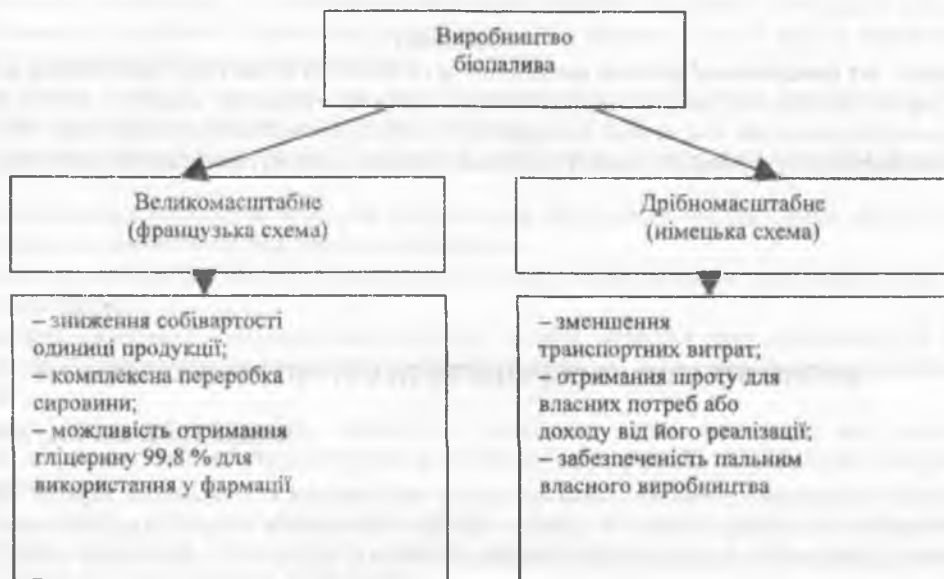 Виробництво
біопалива
Великомасштабне
(французька схема)
Дрібномасштабне
(німецька схема)
– зниження собівартості
одиниці продукції;
– комплексна переробка
сировини;
– можливість отримання
гліцерину 99,8 % для
використання у фармації
– зменшення
транспортних витрат;
– отримання шроту для
власних потреб або
доходу від його реалізації;
– забезпеченість пальним
власного виробництва